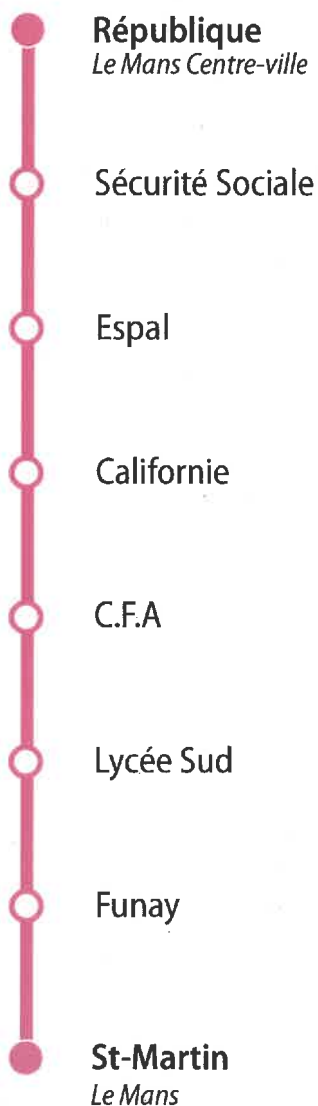 République
Le Mans Centre-ville
Sécurité Sociale
Espal
Californie
C.F.A
Lycée Sud
Funay
St-Martin
Le Mans